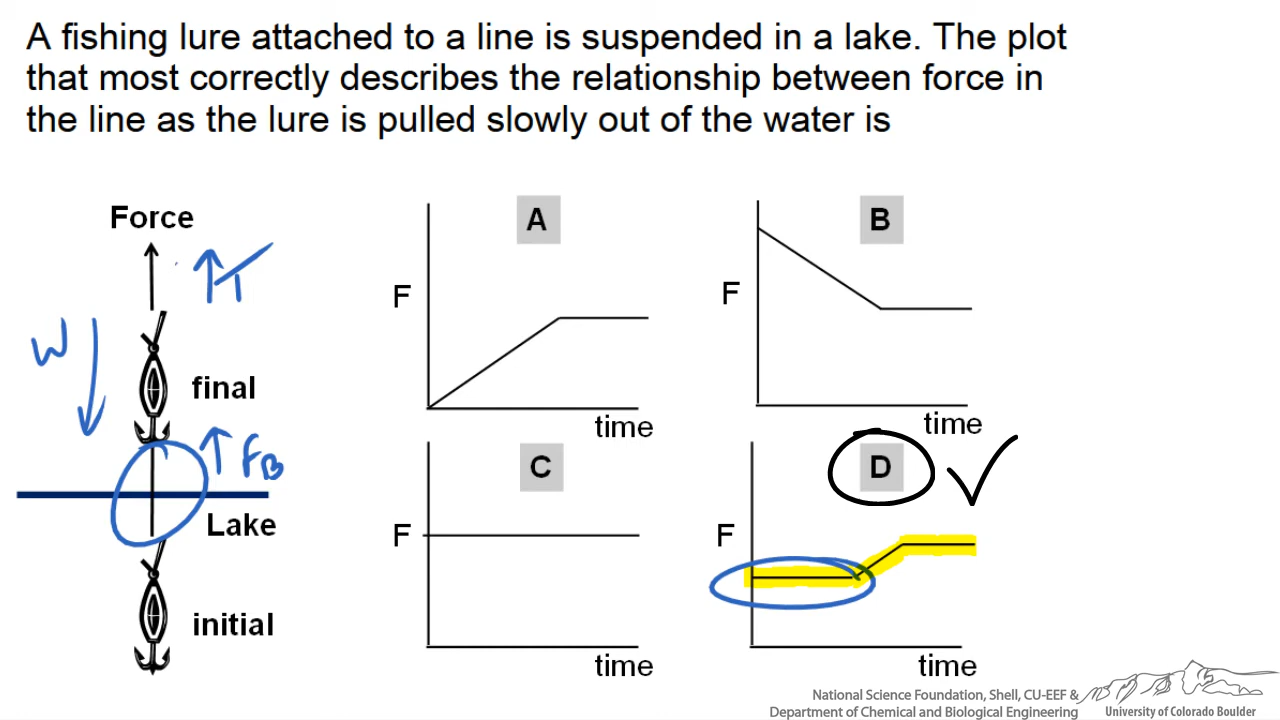 A fishing lure attached to a line is suspended in a lake. The plot
that most correctly describes the relationship between force in
the line as the lure is pulled slowly out of the water is
Force
T
W
final
FB
Lake
initial
A
F
time
B
F
time
C
F
time
D
F
time
National Science Foundation, Shell, CU-EEF &
Department of Chemical and Biological Engineering
University of Colorado Boulder